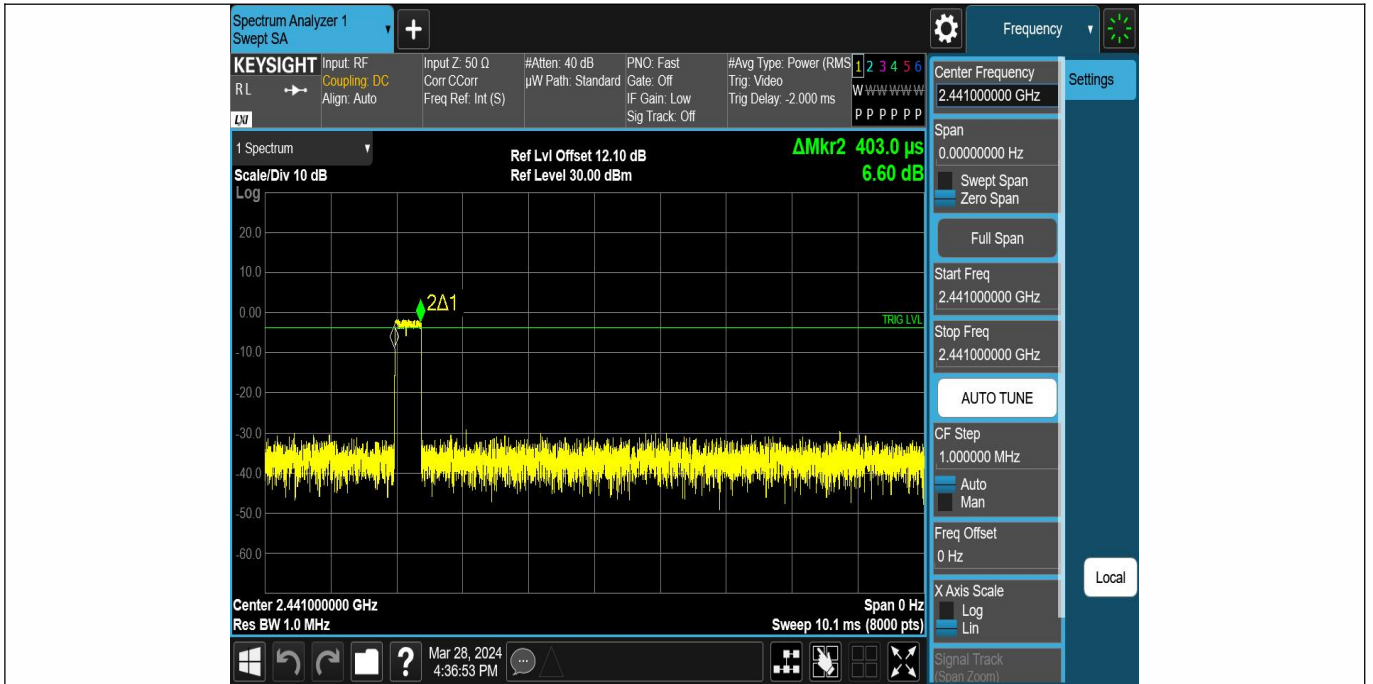 Spectrum Analyzer 1
Swept SA
+
Frequency
KEYSIGHT
RL
LXI
Input: RF
Coupling: DC
Align: Auto
Input Z: 50 Ω
Corr CCorr
Freq Ref: Int (S)
#Atten: 40 dB
µW Path: Standard
PNO: Fast
Gate: Off
IF Gain: Low
Sig Track: Off
#Avg Type: Power (RMS
Trig: Video
Trig Delay: -2.000 ms
1 2 3 4 5 6
W W W W W W
P P P P P P
1 Spectrum
Scale/Div 10 dB
Log
Ref Lvl Offset 12.10 dB
Ref Level 30.00 dBm
ΔMkr2 403.0 µs
6.60 dB
20.0
10.0
0.00
-10.0
-20.0
-30.0
-40.0
-50.0
-60.0
2Δ1
TRIG LVL
Center 2.441000000 GHz
Res BW 1.0 MHz
Span 0 Hz
Sweep 10.1 ms (8000 pts)
Mar 28, 2024
4:36:53 PM
?
Center Frequency
2.441000000 GHz
Settings
Span
0.00000000 Hz
Swept Span
Zero Span
Full Span
Start Freq
2.441000000 GHz
Stop Freq
2.441000000 GHz
AUTO TUNE
CF Step
1.000000 MHz
Auto
Man
Freq Offset
0 Hz
X Axis Scale
Log
Lin
Local
Signal Track
(Span Zoom)